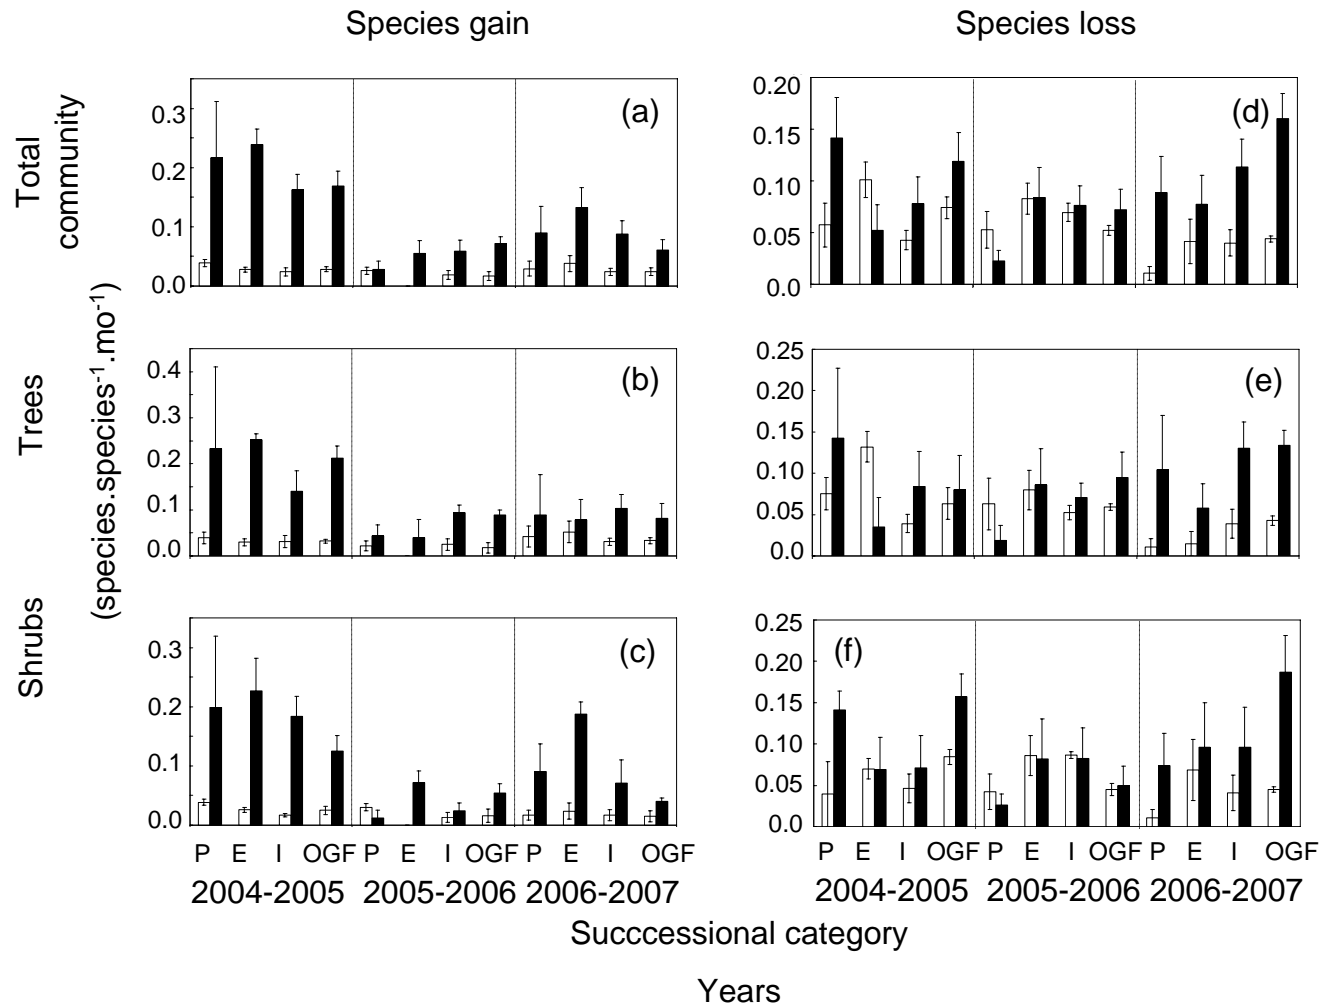 Species gain
Species loss
Total
community
Trees
Shrubs
(species.species⁻¹.mo⁻¹)
(a)
0.3
0.2
0.1
0.0
(d)
0.20
0.15
0.10
0.05
0.00
(b)
0.4
0.3
0.2
0.1
0.0
(e)
0.25
0.20
0.15
0.10
0.05
0.0
(c)
0.3
0.2
0.1
0.0
(f)
0.25
0.20
0.15
0.10
0.05
0.0
P E I OGF P E I OGF P E I OGF
2004-2005 2005-2006 2006-2007
P E I OGF P E I OGF P E I OGF
2004-2005 2005-2006 2006-2007
Succcessional category
Years